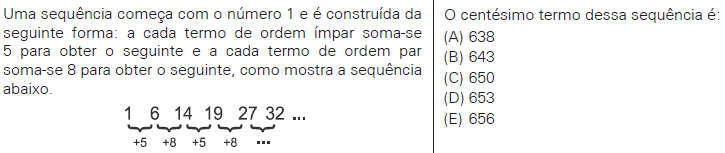 Uma sequência começa com o número 1 e é construída da
seguinte forma: a cada termo de ordem ímpar soma-se
5 para obter o seguinte e a cada termo de ordem par
soma-se 8 para obter o seguinte, como mostra a sequência
abaixo.
1 6 14 19 27 32 ...
+5 +8 +5 +8 ...
O centésimo termo dessa sequência é:
(A) 638
(B) 643
(C) 650
(D) 653
(E) 656